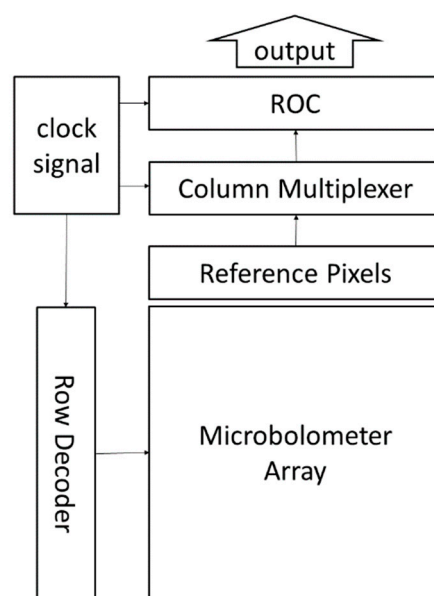 output
clock
signal
ROC
Column Multiplexer
Reference Pixels
Row Decoder
Microbolometer
Array